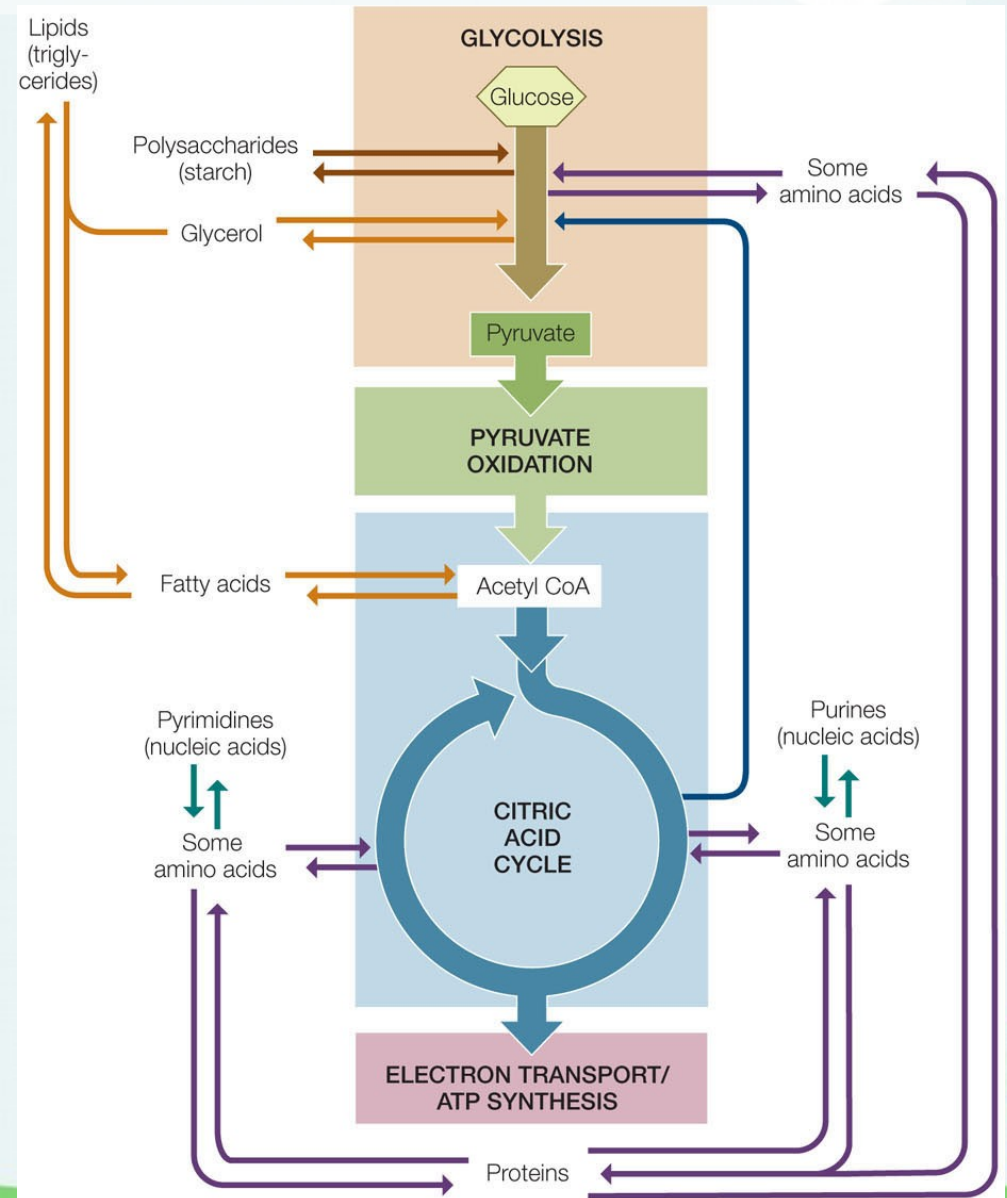 Lipids
(trigly-
cerides)
GLYCOLYSIS
Glucose
Polysaccharides
(starch)
Some
amino acids
Glycerol
Pyruvate
PYRUVATE
OXIDATION
Fatty acids
Acetyl CoA
Pyrimidines
(nucleic acids)
Purines
(nucleic acids)
Some
amino acids
CITRIC
ACID
CYCLE
Some
amino acids
ELECTRON TRANSPORT/
ATP SYNTHESIS
Proteins